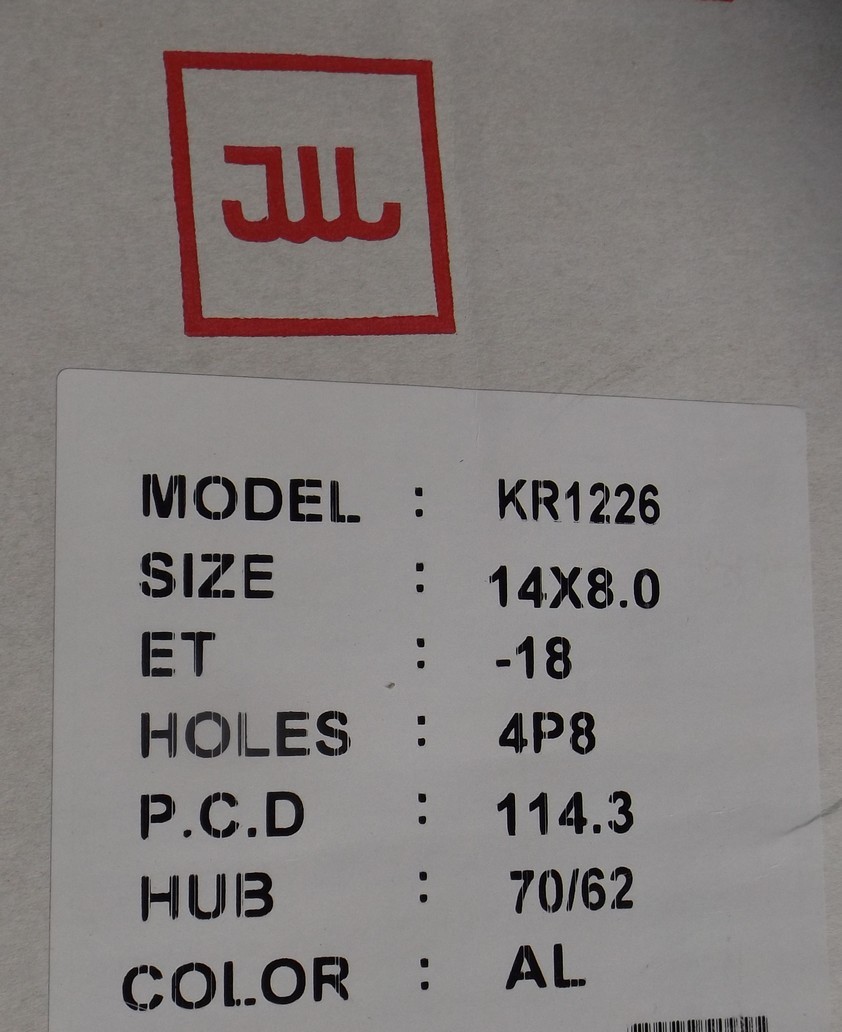 JWL
MODEL : KR1226
SIZE : 14X8.0
ET : -18
HOLES : 4P8
P.C.D : 114.3
HUB : 70/62
COLOR : AL